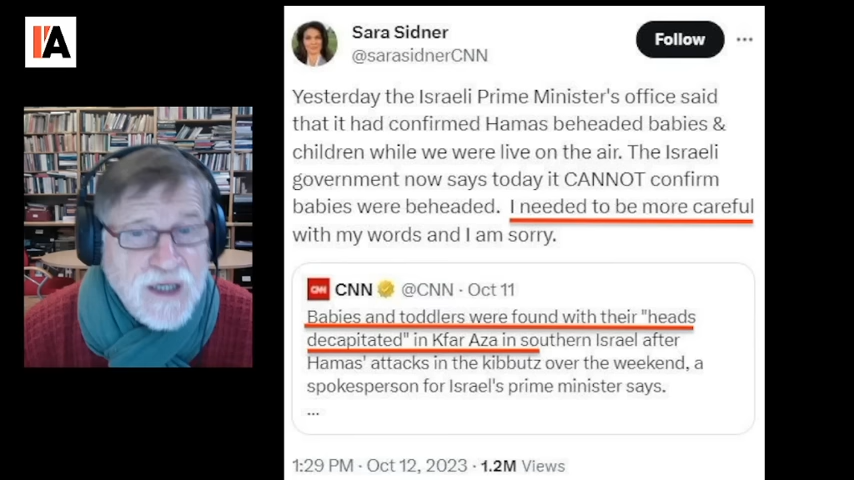 IA
Sara Sidner
@sarasidnerCNN
Follow
Yesterday the Israeli Prime Minister's office said
that it had confirmed Hamas beheaded babies &
children while we were live on the air. The Israeli
government now says today it CANNOT confirm
babies were beheaded. I needed to be more careful
with my words and I am sorry.
CNN CNN @CNN · Oct 11
Babies and toddlers were found with their "heads
decapitated" in Kfar Aza in southern Israel after
Hamas' attacks in the kibbutz over the weekend, a
spokesperson for Israel's prime minister says.
...
1:29 PM · Oct 12, 2023 · 1.2M Views